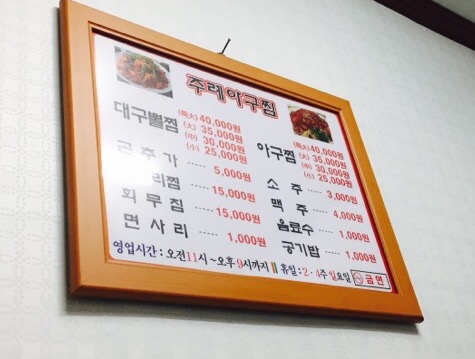 주례아구찜
대구뽈찜 (特大) 40,000원
(大) 35,000원
(中) 30,000원
(小) 25,000원
곤 추 가 ---- 5,000원
리찜 ---- 15,000원
회 무 침 ---- 15,000원
면 사 리 ---- 1,000원
아구찜 (特大) 40,000원
(大) 35,000원
(中) 30,000원
(小) 25,000원
소 주 ----- 3,000원
맥 주 ----- 4,000원
음료수 ---- 1,000원
공기밥 ---- 1,000원
영업시간 : 오전11시 ~오후9시까지 || 휴일 : 2 · 4주 일요일 금연